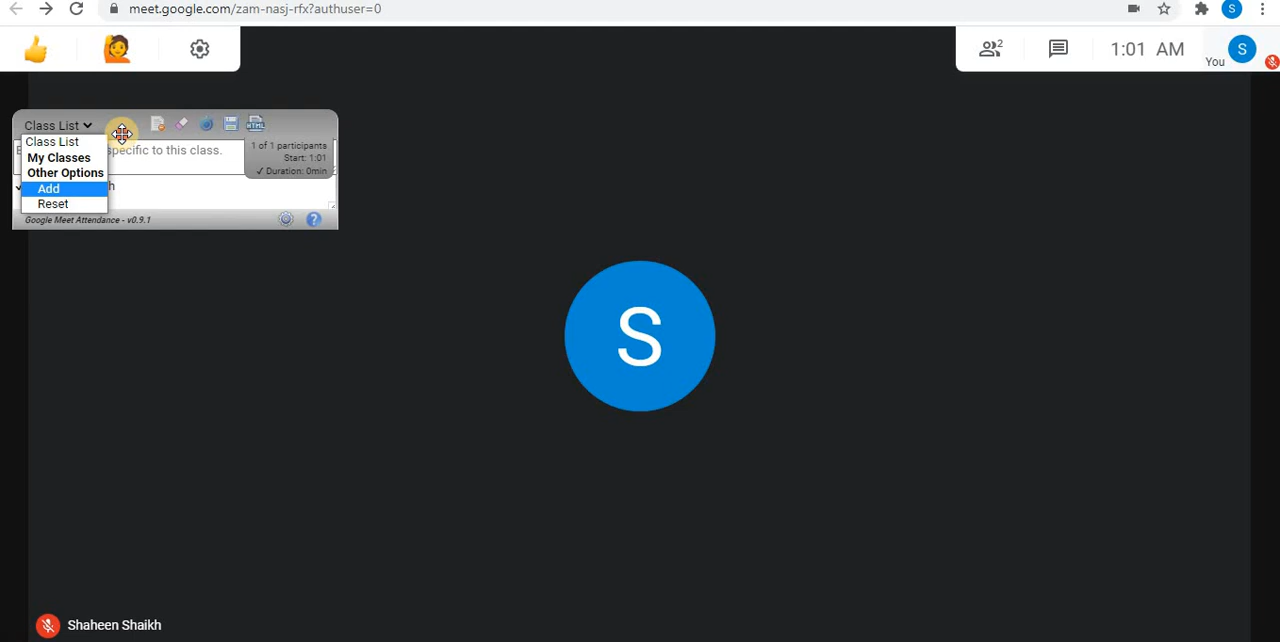 meet.google.com/zam-nasj-rfx?authuser=0
S
2
1:01 AM
You
S
Class List
HTML
Class List
My Classes
Other Options
Add
Reset
specific to this class.
1 of 1 participants
Start: 1:01
✓ Duration: 0min
Google Meet Attendance - v0.9.1
?
S
Shaheen Shaikh